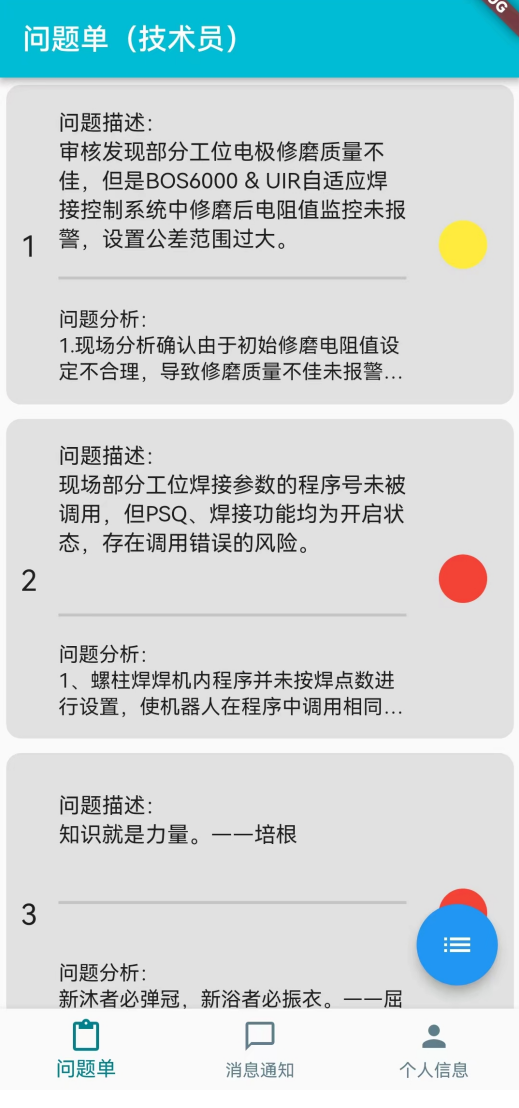 问题单（技术员）
问题描述：
审核发现部分工位电极修磨质量不
佳，但是BOS6000 & UIR自适应焊
接控制系统中修磨后电阻值监控未报
警，设置公差范围过大。
1
问题分析：
1.现场分析确认由于初始修磨电阻值设
定不合理，导致修磨质量不佳未报警...
问题描述：
现场部分工位焊接参数的程序号未被
调用，但PSQ、焊接功能均为开启状
态，存在调用错误的风险。
2
问题分析：
1、螺柱焊焊机内程序并未按焊点数进
行设置，使机器人在程序中调用相同...
问题描述：
知识就是力量。——培根
3
问题分析：
新沐者必弹冠，新浴者必振衣。——屈
问题单
消息通知
个人信息